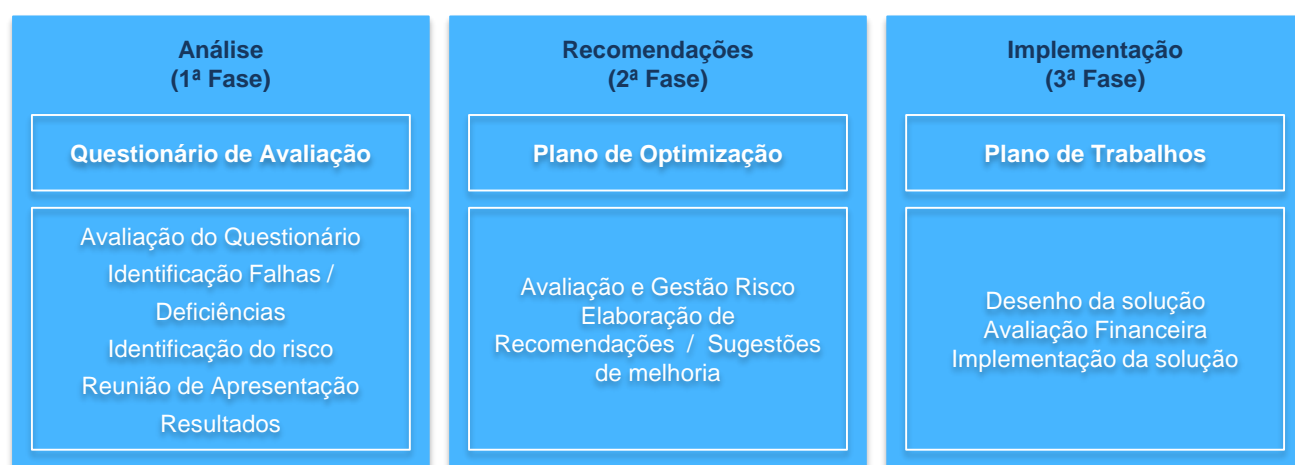 Análise
(1ª Fase)
Questionário de Avaliação
Avaliação do Questionário
Identificação Falhas /
Deficiências
Identificação do risco
Reunião de Apresentação
Resultados
Recomendações
(2ª Fase)
Plano de Optimização
Avaliação e Gestão Risco
Elaboração de
Recomendações / Sugestões
de melhoria
Implementação
(3ª Fase)
Plano de Trabalhos
Desenho da solução
Avaliação Financeira
Implementação da solução